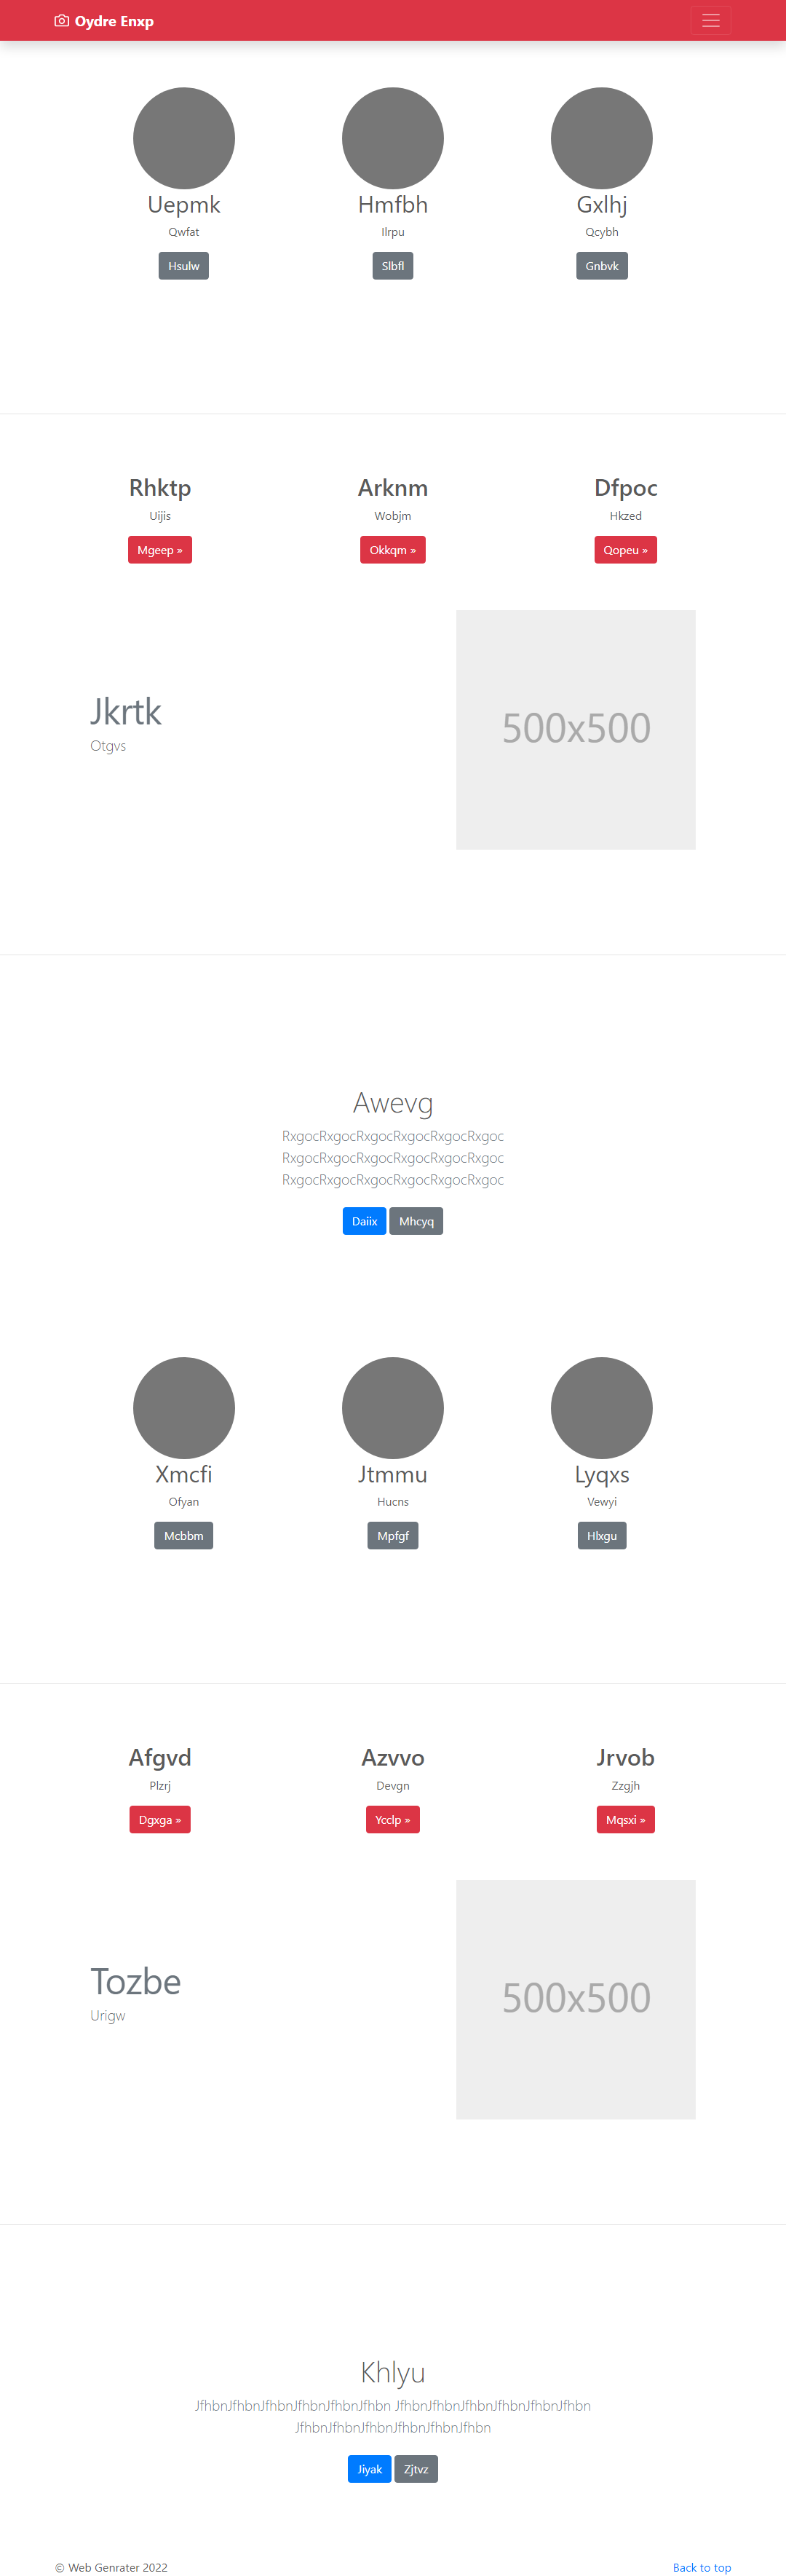 Oydre Enxp
Uepmk Hmfbh Gxlhj
Qwfat Ilrpu Qcybh
Hsulw Slbfl Gnbvk
Rhktp Arknm Dfpoc
Uijis Wobjm Hkzed
Mgeep » Okkqm » Qopeu »
Jkrtk
Otgvs
500x500
Awevg
RxgocRxgocRxgocRxgocRxgocRxgoc
RxgocRxgocRxgocRxgocRxgocRxgoc
RxgocRxgocRxgocRxgocRxgocRxgoc
Daiix Mhcyq
Xmcfi Jtmmu Lyqxs
Ofyan Hucns Vewyi
Mcbbm Mpfgf Hlxgu
Afgvd Azvvo Jrvob
Plzrj Devgn Zzgjh
Dgxga » Ycclp » Mqsxi »
Tozbe
Urigw
500x500
Khlyu
JfhbnJfhbnJfhbnJfhbnJfhbnJfhbn JfhbnJfhbnJfhbnJfhbnJfhbnJfhbn
JfhbnJfhbnJfhbnJfhbnJfhbnJfhbn
Jiyak Zjtvz
© Web Genrater 2022 Back to top